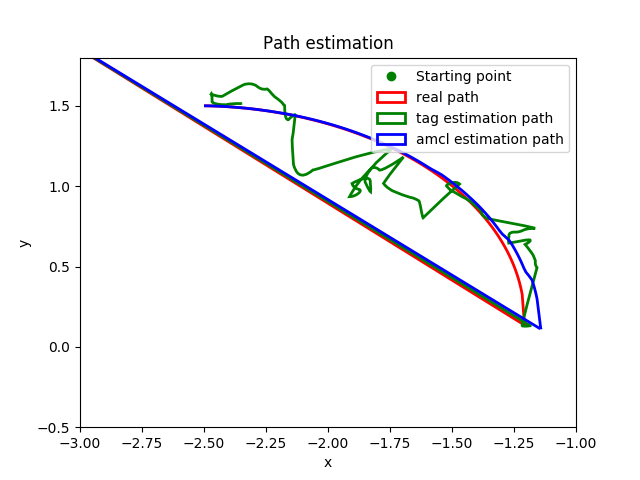 Path estimation
Starting point
real path
tag estimation path
amcl estimation path
1.5
1.0
0.5
0.0
−0.5
y
−3.00 −2.75 −2.50 −2.25 −2.00 −1.75 −1.50 −1.25 −1.00
x